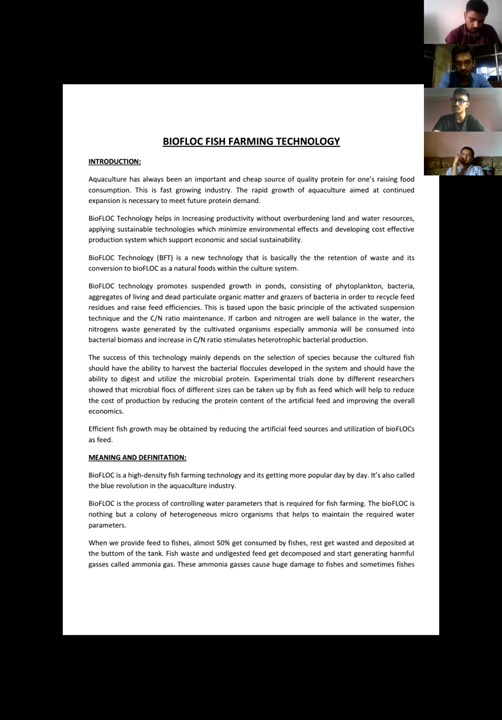 BIOFLOC FISH FARMING TECHNOLOGY
INTRODUCTION:
Aquaculture has always been an important and cheap source of quality protein for one's raising food
consumption. This is fast growing industry. The rapid growth of aquaculture aimed at continued
expansion is necessary to meet future protein demand.
BioFLOC Technology helps in Increasing productivity without overburdening land and water resources,
applying sustainable technologies which minimize environmental effects and developing cost effective
production system which support economic and social sustainability.
BioFLOC Technology (BFT) is a new technology that is basically the the retention of waste and its
conversion to bioFLOC as a natural foods within the culture system.
BioFLOC technology promotes suspended growth in ponds, consisting of phytoplankton, bacteria,
aggregates of living and dead particulate organic matter and grazers of bacteria in order to recycle feed
residues and raise feed efficiencies. This is based upon the basic principle of the activated suspension
technique and the C/N ratio maintenance. If carbon and nitrogen are well balance in the water, the
nitrogens waste generated by the cultivated organisms especially ammonia will be consumed into
bacterial biomass and increase in C/N ratio stimulates heterotrophic bacterial production.
The success of this technology mainly depends on the selection of species because the cultured fish
should have the ability to harvest the bacterial floccules developed in the system and should have the
ability to digest and utilize the microbial protein. Experimental trials done by different researchers
showed that microbial flocs of different sizes can be taken up by fish as feed which will help to reduce
the cost of production by reducing the protein content of the artificial feed and improving the overall
economics.
Efficient fish growth may be obtained by reducing the artificial feed sources and utilization of bioFLOCs
as feed.
MEANING AND DEFINITATION:
BioFLOC is a high-density fish farming technology and its getting more popular day by day. It's also called
the blue revolution in the aquaculture industry.
BioFLOC is the process of controlling water parameters that is required for fish farming. The bioFLOC is
nothing but a colony of heterogeneous micro organisms that helps to maintain the required water
parameters.
When we provide feed to fishes, almost 50% get consumed by fishes, rest get wasted and deposited at
the buttom of the tank. Fish waste and undigested feed get decomposed and start generating harmful
gasses called ammonia gas. These ammonia gasses cause huge damage to fishes and sometimes fishes